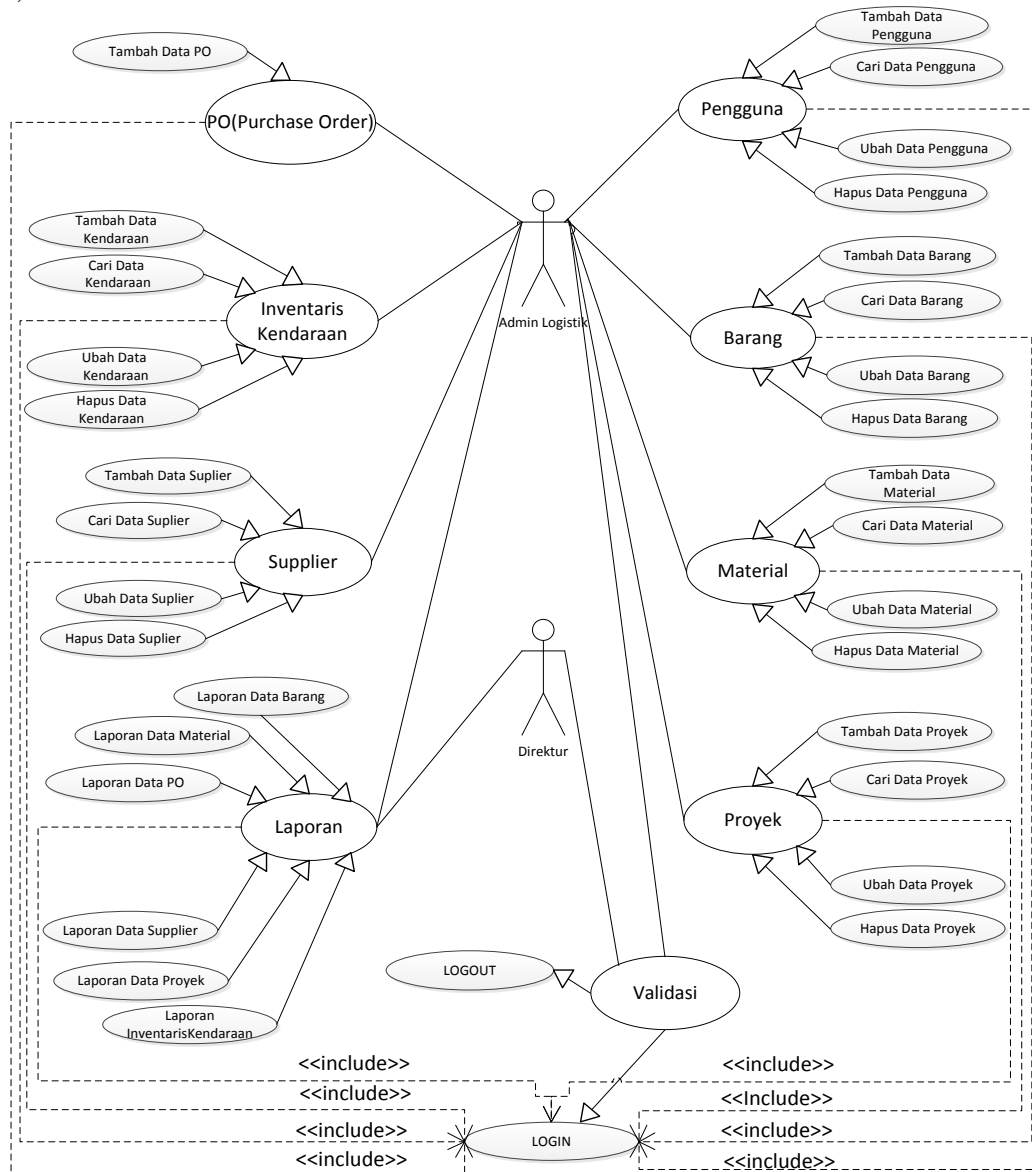 Tambah Data PO
PO(Purchase Order)
Tambah Data
Pengguna
Cari Data Pengguna
Pengguna
Ubah Data Pengguna
Hapus Data Pengguna
Tambah Data
Kendaraan
Cari Data
Kendaraan
Inventaris
Kendaraan
Ubah Data
Kendaraan
Hapus Data
Kendaraan
Admin Logistik
Tambah Data Barang
Cari Data Barang
Barang
Ubah Data Barang
Hapus Data Barang
Tambah Data Suplier
Cari Data Suplier
Supplier
Ubah Data Suplier
Hapus Data Suplier
Tambah Data
Material
Cari Data Material
Material
Ubah Data Material
Hapus Data Material
Direktur
Laporan Data Barang
Laporan Data Material
Laporan Data PO
Laporan
Laporan Data Supplier
Laporan Data Proyek
Laporan
InventarisKendaraan
Tambah Data Proyek
Cari Data Proyek
Proyek
Ubah Data Proyek
Hapus Data Proyek
LOGOUT
Validasi
<<include>>
<<include>>
<<include>>
<<include>>
<<include>>
<<Include>>
<<include>>
<<include>>
LOGIN